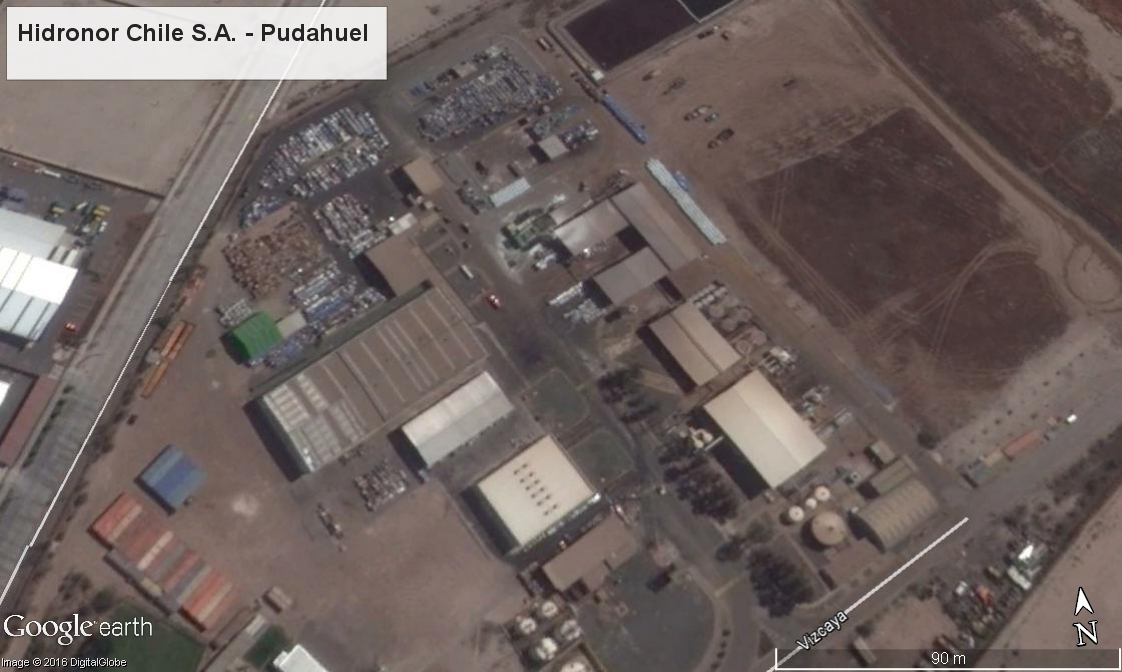 Hidronor Chile S.A. - Pudahuel
Vizcaya
N
Google earth
90 m
Image © 2016 DigitalGlobe